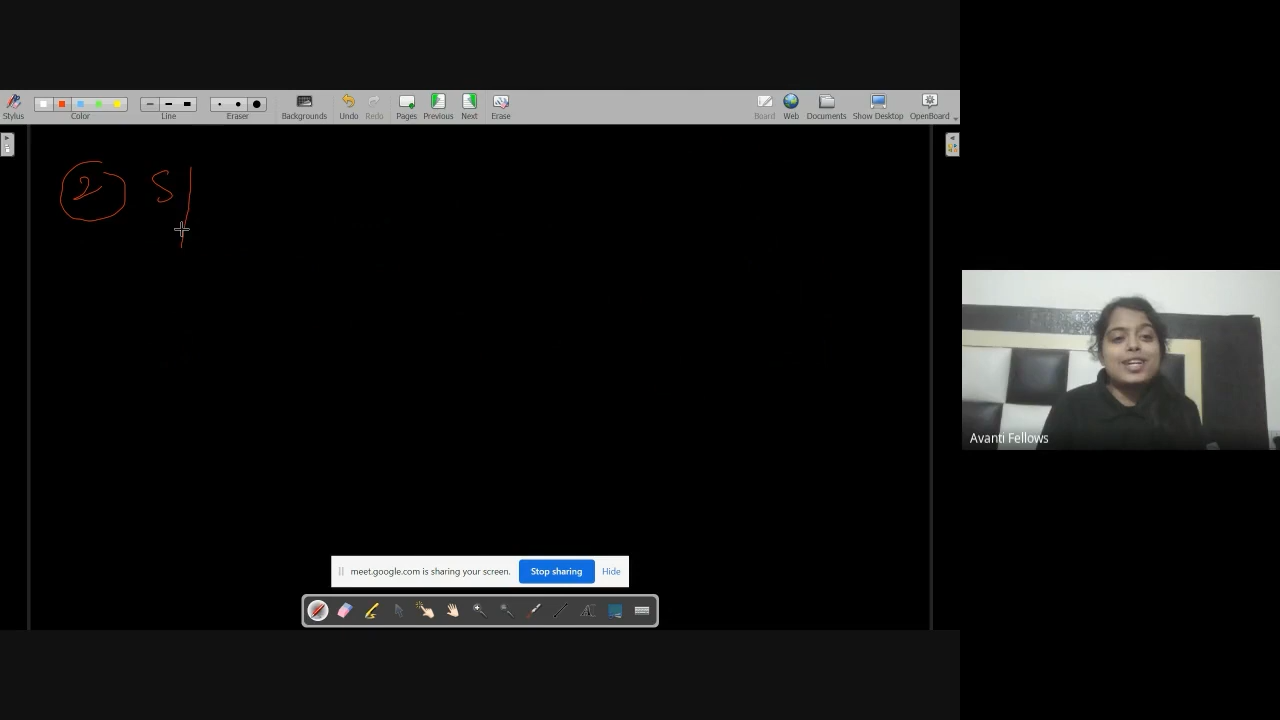 Stylus
Color
Line
Eraser
Backgrounds
Undo
Redo
Pages
Previous
Next
Erase
Board
Web
Documents
Show Desktop
OpenBoard
2 S
meet.google.com is sharing your screen.
Stop sharing
Hide
Avanti Fellows